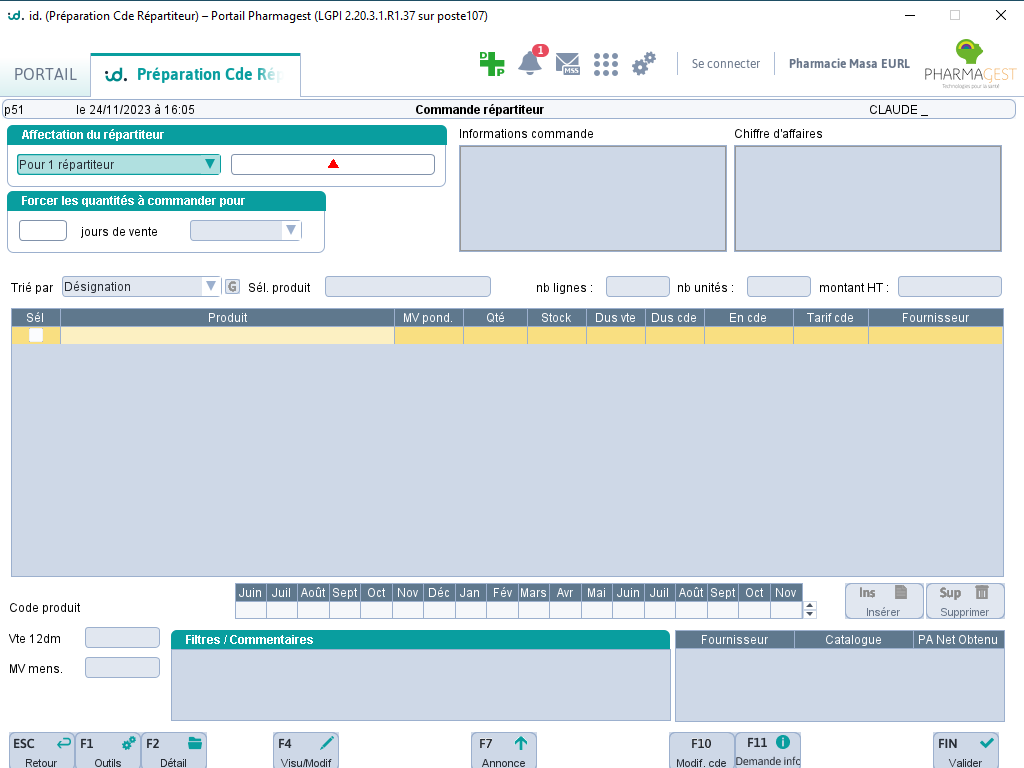 id. (Préparation Cde Répartiteur) – Portail Pharmagest (LGPI 2.20.3.1.R1.37 sur poste107)
PORTAIL
id. Préparation Cde Ré
D P
1
MSS
Se connecter
Pharmacie Masa EURL
PHARMAGEST
Technologies pour la santé
p51 le 24/11/2023 à 16:05 Commande répartiteur CLAUDE _
Affectation du répartiteur
Pour 1 répartiteur
Informations commande
Chiffre d'affaires
Forcer les quantités à commander pour
jours de vente
Trié par Désignation G Sél. produit nb lignes : nb unités : montant HT :
Sél Produit MV pond. Qté Stock Dus vte Dus cde En cde Tarif cde Fournisseur
Juin Juil Août Sept Oct Nov Déc Jan Fév Mars Avr Mai Juin Juil Août Sept Oct Nov
Code produit
Ins
Insérer
Sup
Supprimer
Vte 12dm
MV mens.
Filtres / Commentaires
Fournisseur Catalogue PA Net Obtenu
ESC
Retour
F1
Outils
F2
Détail
F4
Visu/Modif
F7
Annonce
F10
Modif. cde
F11
Demande info
FIN
Valider